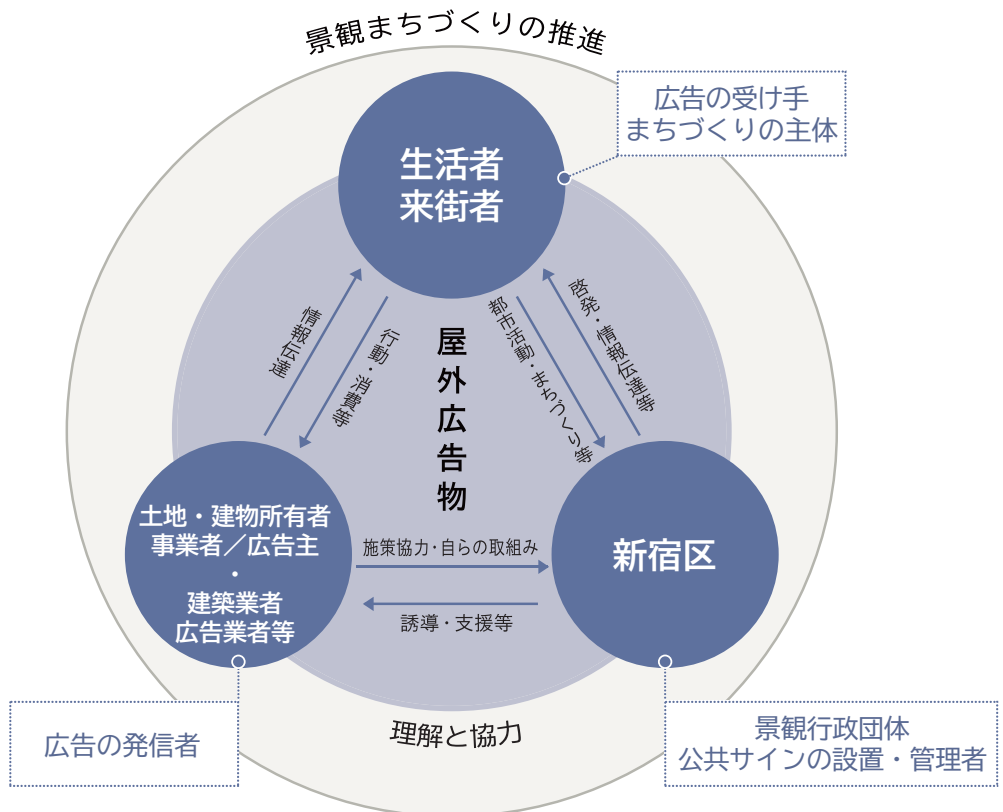 景観まちづくりの推進
広告の受け手
まちづくりの主体
生活者
来街者
情報伝達
行動・消費等
屋外広告物
都市活動・まちづくり等
啓発・情報伝達等
土地・建物所有者
事業者／広告主
・
建築業者
広告業者等
施策協力・自らの取組み
誘導・支援等
新宿区
理解と協力
広告の発信者
景観行政団体
公共サインの設置・管理者